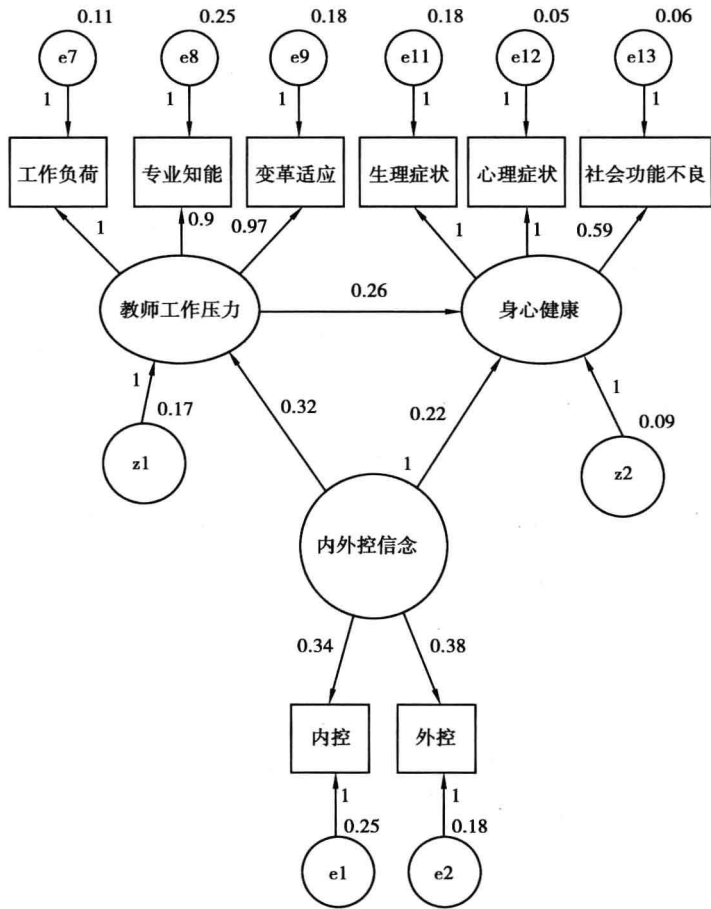 0.11 0.25 0.18 0.18 0.05 0.06
e7 e8 e9 e11 e12 e13
1 1 1 1 1 1
工作负荷 专业知能 变革适应 生理症状 心理症状 社会功能不良
1 0.9 0.97 1 1 0.59
教师工作压力 0.26 身心健康
1 0.17 0.32 0.22 1 0.09
z1 1 z2
内外控信念
0.34 0.38
内控 外控
1 1
0.25 0.18
e1 e2